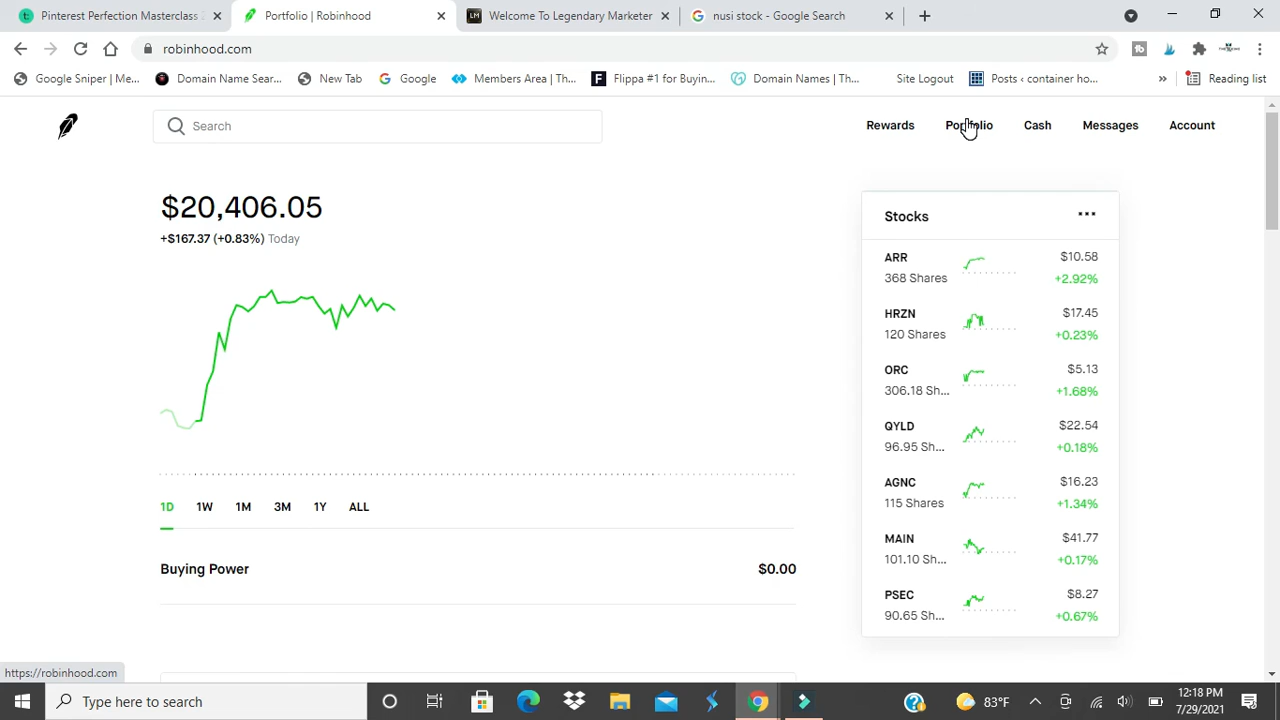 Pinterest Perfection Masterclass
Portfolio | Robinhood
Welcome To Legendary Marketer
nusi stock - Google Search
robinhood.com
Google Sniper | Me...
Domain Name Sear...
New Tab
Google
Members Area | Th...
Flippa #1 for Buyin...
Domain Names | Th...
Site Logout
Posts ‹ container ho...
»
Reading list
Search
Rewards
Portfolio
Cash
Messages
Account
$20,406.05
+$167.37 (+0.83%) Today
1D
1W
1M
3M
1Y
ALL
Buying Power
$0.00
Stocks
ARR
$10.58
368 Shares
+2.92%
HRZN
$17.45
120 Shares
+0.23%
ORC
$5.13
306.18 Sh...
+1.68%
QYLD
$22.54
96.95 Sh...
+0.18%
AGNC
$16.23
115 Shares
+1.34%
MAIN
$41.77
101.10 Sh...
+0.17%
PSEC
$8.27
90.65 Sh...
+0.67%
https://robinhood.com
Type here to search
83°F
12:18 PM
7/29/2021